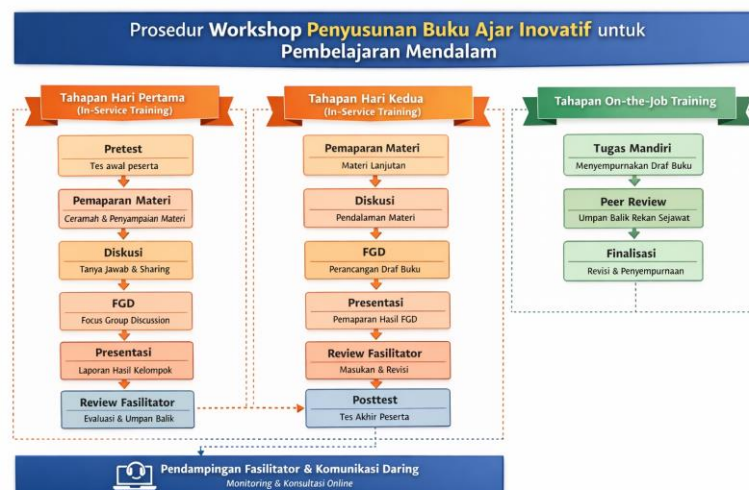 Prosedur Workshop Penyusunan Buku Ajar Inovatif untuk
Pembelajaran Mendalam
Tahapan Hari Pertama
(In-Service Training)
Pretest
Tes awal peserta
Pemaparan Materi
Ceramah & Penyampaian Materi
Diskusi
Tanya Jawab & Sharing
FGD
Focus Group Discussion
Presentasi
Laporan Hasil Kelompok
Review Fasilitator
Evaluasi & Umpan Balik
Tahapan Hari Kedua
(In-Service Training)
Pemaparan Materi
Materi Lanjutan
Diskusi
Pendalaman Materi
FGD
Perancangan Draf Buku
Presentasi
Pemaparan Hasil FGD
Review Fasilitator
Masukan & Revisi
Posttest
Tes Akhir Peserta
Tahapan On-the-Job Training
Tugas Mandiri
Menyempurnakan Draf Buku
Peer Review
Umpan Balik Rekan Sejawat
Finalisasi
Revisi & Penyempurnaan
Pendampingan Fasilitator & Komunikasi Daring
Monitoring & Konsultasi Online